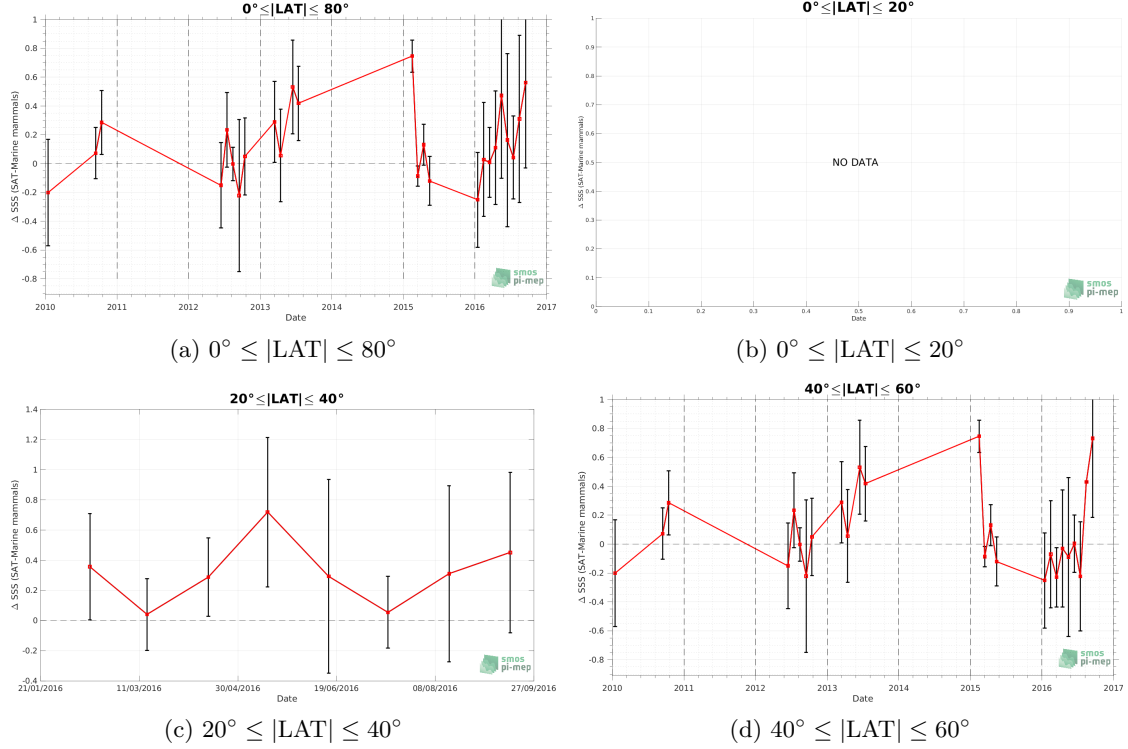 0°≤|LAT|≤ 80°
Δ SSS (SAT-Marine mammals)
1
0.8
0.6
0.4
0.2
0
-0.2
-0.4
-0.6
-0.8
2010 2011 2012 2013 2014 2015 2016 2017
Date
smos
pi-mep
(a) 0° ≤ |LAT| ≤ 80°
0°≤|LAT|≤ 20°
Δ SSS (SAT-Marine mammals)
1
0.9
0.8
0.7
0.6
0.5
0.4
0.3
0.2
0.1
0
NO DATA
0 0.1 0.2 0.3 0.4 0.5 0.6 0.7 0.8 0.9 1
Date
smos
pi-mep
(b) 0° ≤ |LAT| ≤ 20°
20°≤|LAT|≤ 40°
Δ SSS (SAT-Marine mammals)
1.4
1.2
1
0.8
0.6
0.4
0.2
0
-0.2
-0.4
21/01/2016 11/03/2016 30/04/2016 19/06/2016 08/08/2016 27/09/2016
Date
smos
pi-mep
(c) 20° ≤ |LAT| ≤ 40°
40°≤|LAT|≤ 60°
Δ SSS (SAT-Marine mammals)
1
0.8
0.6
0.4
0.2
0
-0.2
-0.4
-0.6
-0.8
2010 2011 2012 2013 2014 2015 2016 2017
Date
smos
pi-mep
(d) 40° ≤ |LAT| ≤ 60°